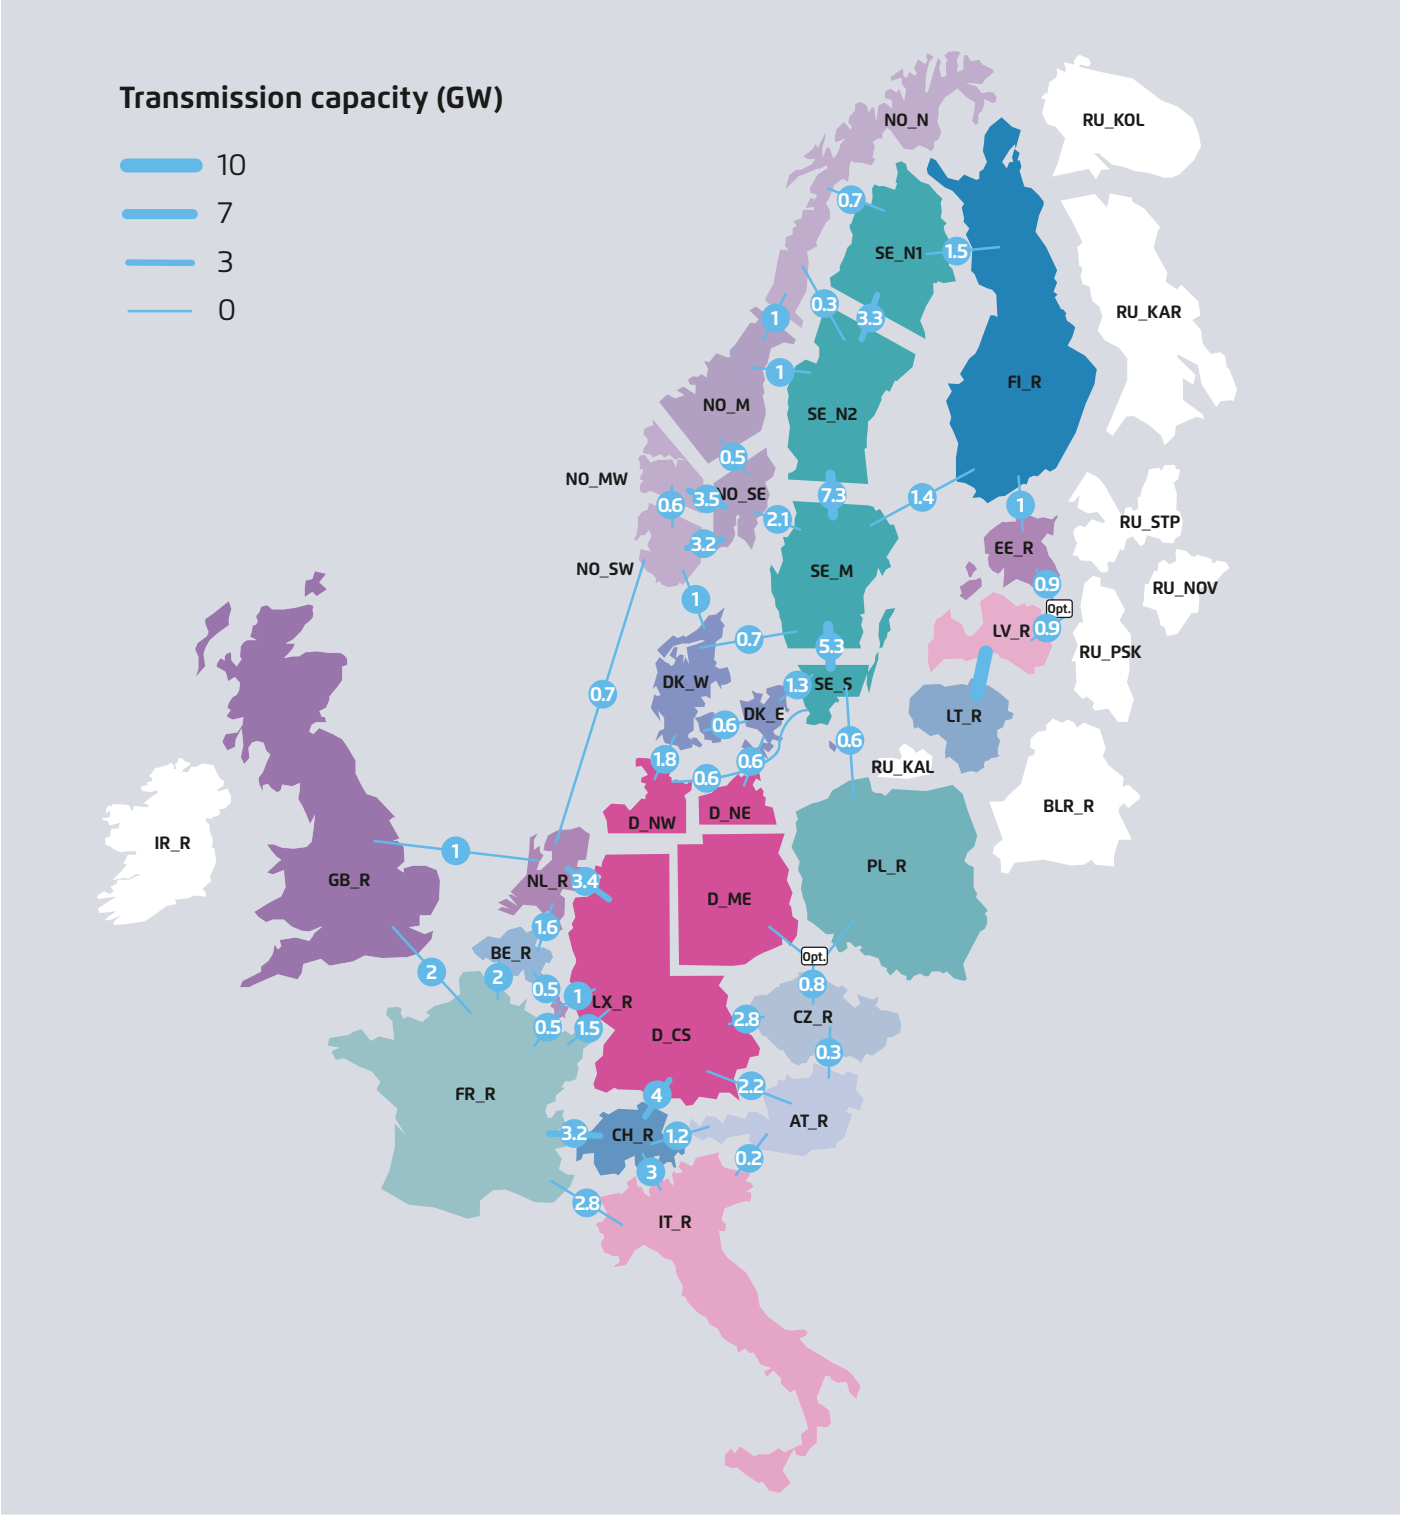 Transmission capacity (GW)
10
7
3
0
NO_N
RU_KOL
0.7
SE_N1
1.5
0.3
3.3
1
RU_KAR
1
FI_R
NO_M
SE_N2
0.5
NO_MW
3.5
NO_SE
7.3
1.4
0.6
1
2.1
RU_STP
3.2
EE_R
NO_SW
SE_M
0.9
RU_NOV
1
Opt.
LV_R
0.9
0.7
5.3
RU_PSK
DK_W
1.3
SE_S
0.7
DK_E
LT_R
0.6
0.6
1.8
0.6
RU_KAL
0.6
BLR_R
D_NW
D_NE
IR_R
1
PL_R
GB_R
NL_R
3.4
D_ME
1.6
BE_R
Opt.
2
2
0.5
1
LX_R
0.8
0.5
1.5
2.8
CZ_R
D_CS
0.3
FR_R
4
2.2
AT_R
3.2
CH_R
1.2
0.2
3
2.8
IT_R